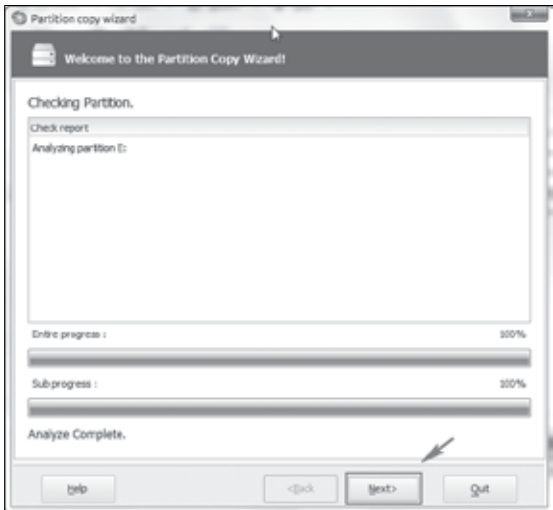 Partition copy wizard
Welcome to the Partition Copy Wizard!
Checking Partition.
Check report
Analyzing partition E:
Entire progress : 100%
Sub progress : 100%
Analyze Complete.
Help <Back Next> Quit